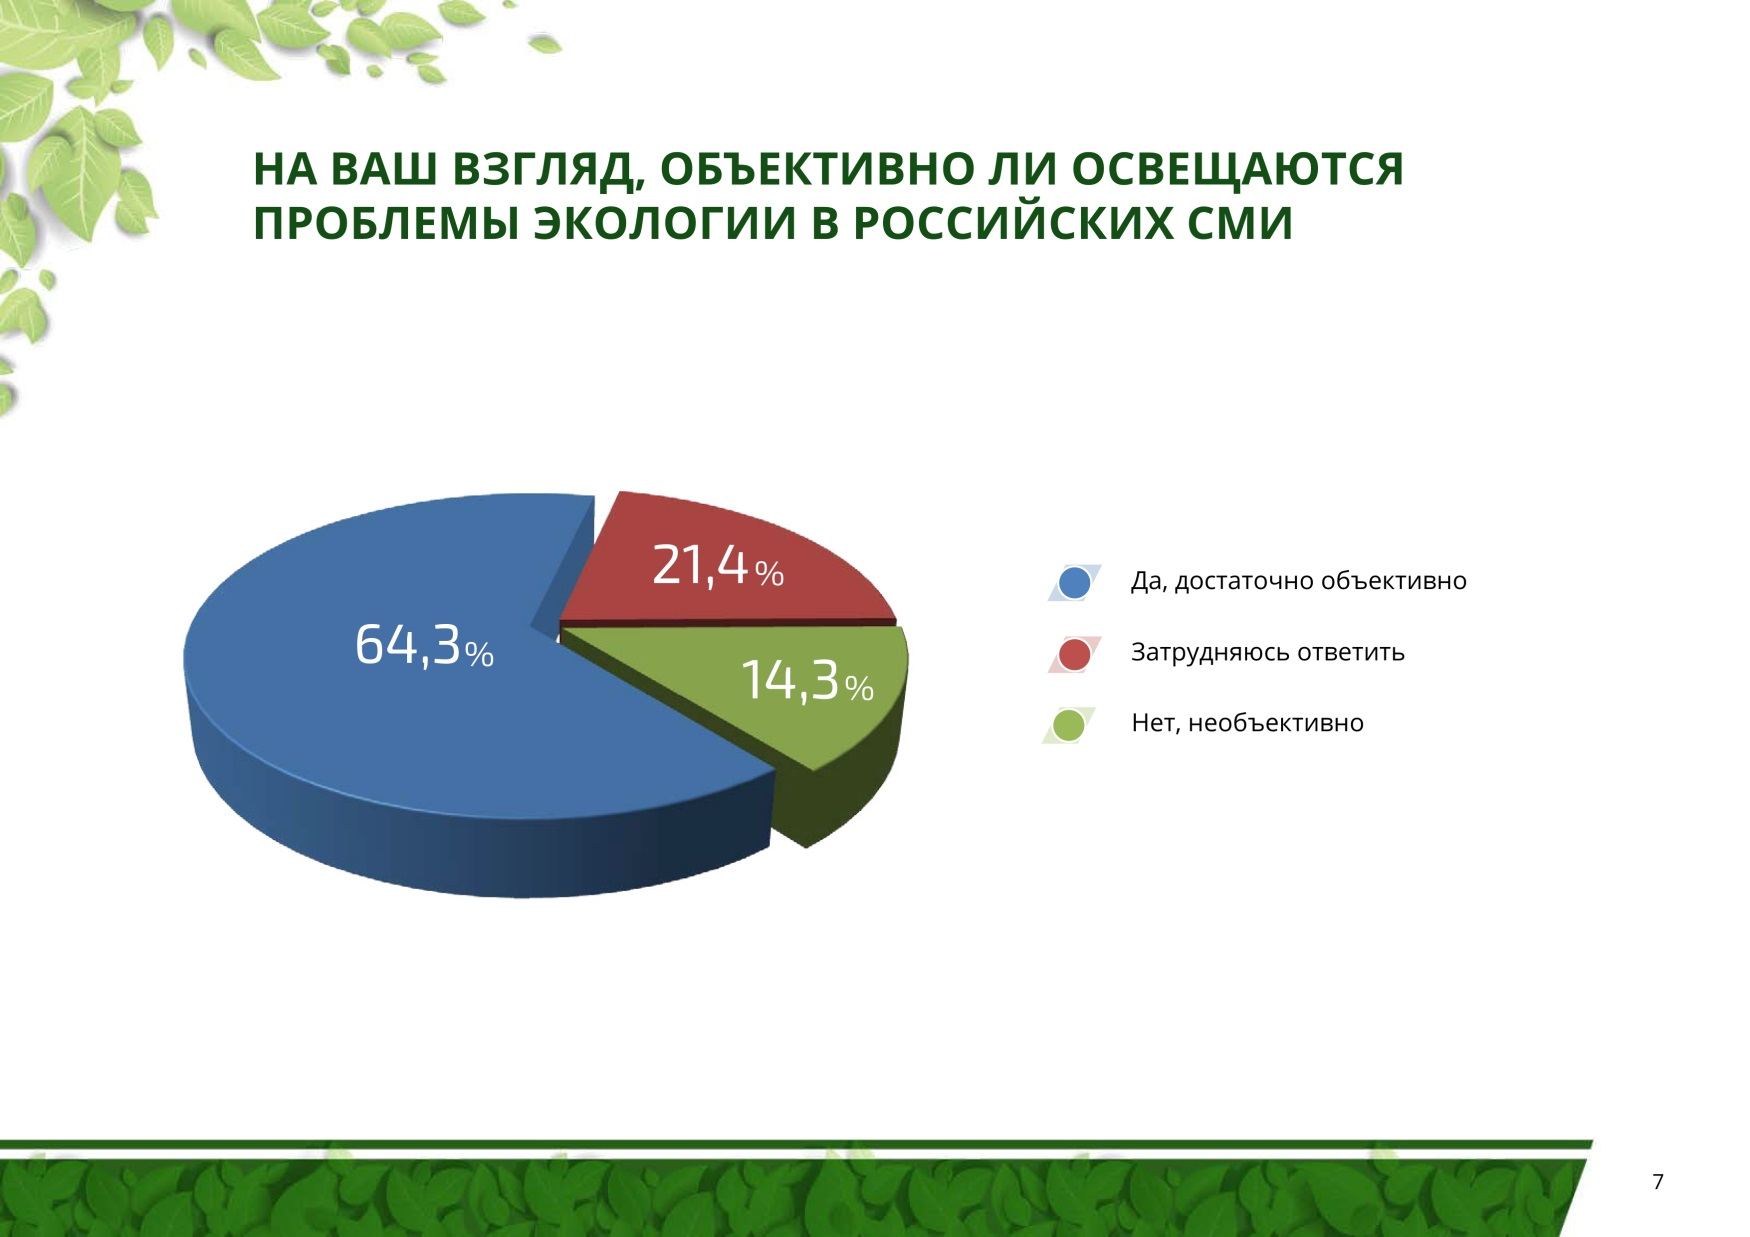 НА ВАШ ВЗГЛЯД, ОБЪЕКТИВНО ЛИ ОСВЕЩАЮТСЯ
ПРОБЛЕМЫ ЭКОЛОГИИ В РОССИЙСКИХ СМИ
21,4%
64,3%
14,3%
Да, достаточно объективно
Затрудняюсь ответить
Нет, необъективно
7